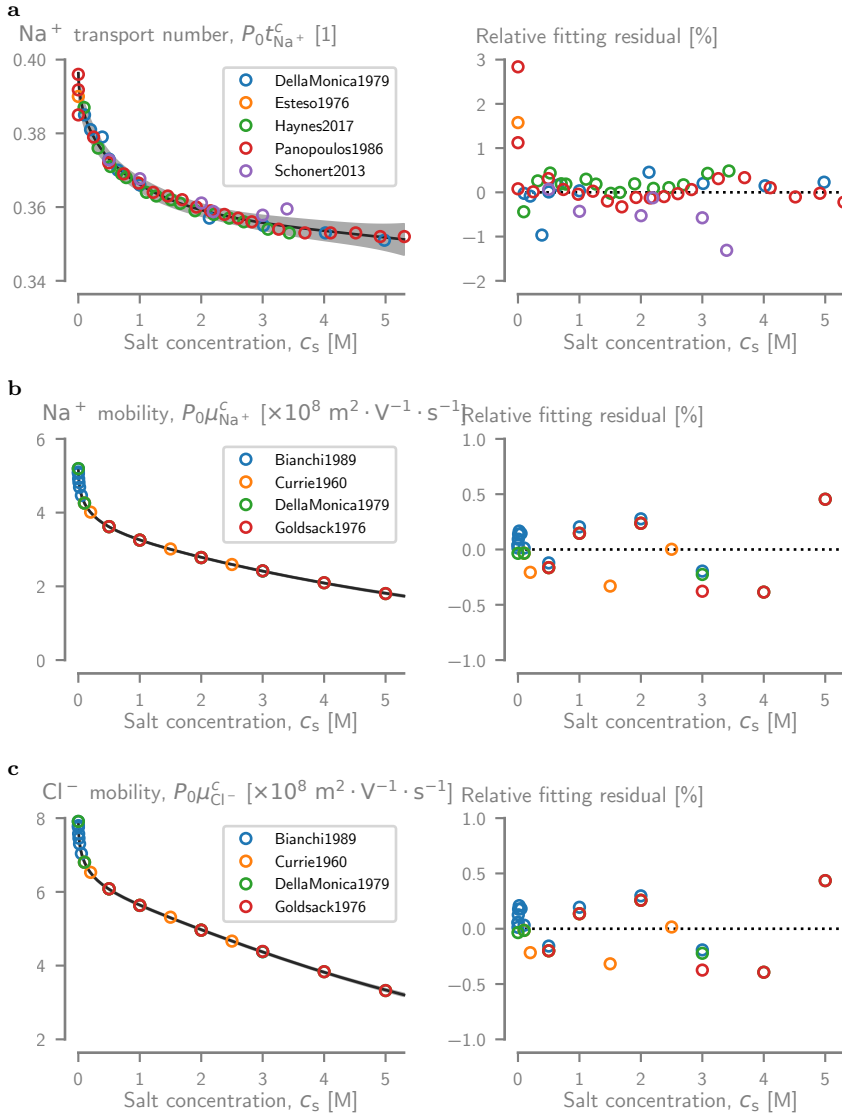 a
Na⁺ transport number, P₀t^c_Na⁺ [1]
Relative fitting residual [%]
0.40
0.38
0.36
0.34
DellaMonica1979
Esteso1976
Haynes2017
Panopoulos1986
Schonert2013
0 1 2 3 4 5
Salt concentration, cₛ [M]
3
2
1
0
−1
−2
0 1 2 3 4 5
Salt concentration, cₛ [M]
b
Na⁺ mobility, P₀μ^c_Na⁺ [×10⁸ m² · V⁻¹ · s⁻¹]
Relative fitting residual [%]
6
4
2
0
Bianchi1989
Currie1960
DellaMonica1979
Goldsack1976
0 1 2 3 4 5
Salt concentration, cₛ [M]
1.0
0.5
0.0
−0.5
−1.0
0 1 2 3 4 5
Salt concentration, cₛ [M]
c
Cl⁻ mobility, P₀μ^c_Cl⁻ [×10⁸ m² · V⁻¹ · s⁻¹]
Relative fitting residual [%]
8
6
4
2
Bianchi1989
Currie1960
DellaMonica1979
Goldsack1976
0 1 2 3 4 5
Salt concentration, cₛ [M]
1.0
0.5
0.0
−0.5
−1.0
0 1 2 3 4 5
Salt concentration, cₛ [M]